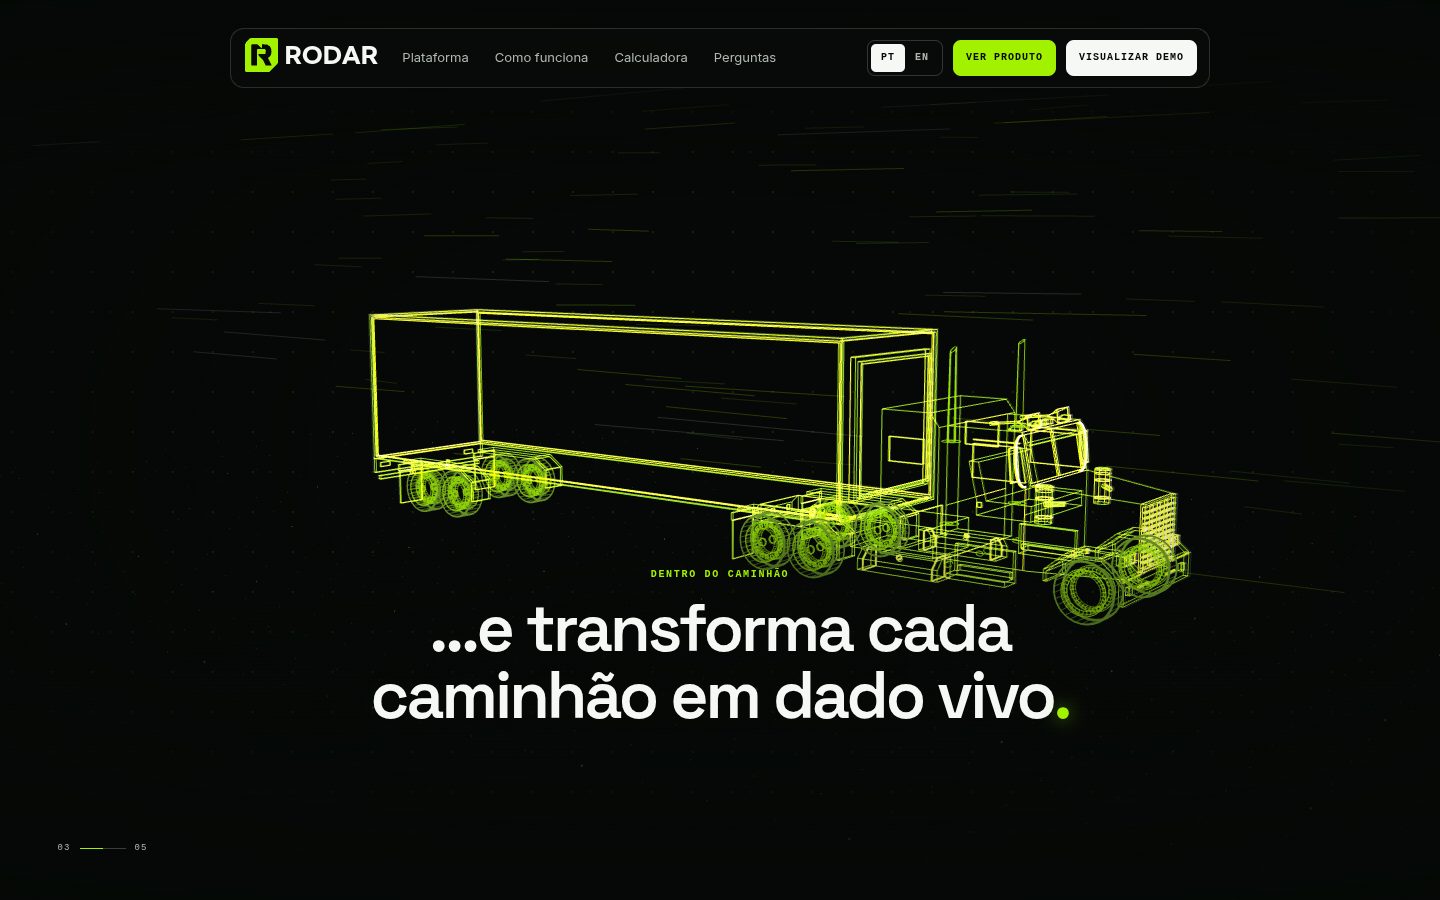 RODAR
Plataforma
Como funciona
Calculadora
Perguntas
PT
EN
VER PRODUTO
VISUALIZAR DEMO
DENTRO DO CAMINHÃO
...e transforma cada
caminhão em dado vivo.
03
05